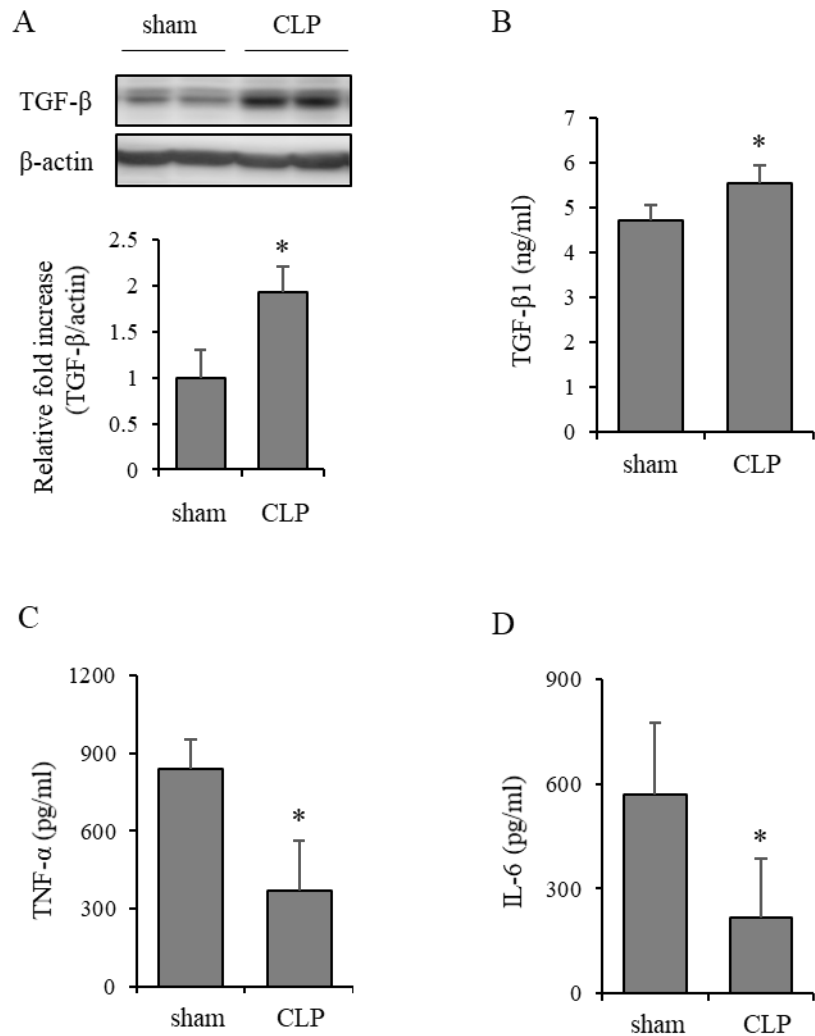 A
sham CLP
TGF-β
β-actin
Relative fold increase
(TGF-β/actin)
2.5
2
1.5
1
0.5
0
*
sham CLP
B
TGF-β1 (ng/ml)
7
6
5
4
3
2
1
0
*
sham CLP
C
TNF-α (pg/ml)
1200
900
600
300
0
*
sham CLP
D
IL-6 (pg/ml)
900
600
300
0
*
sham CLP